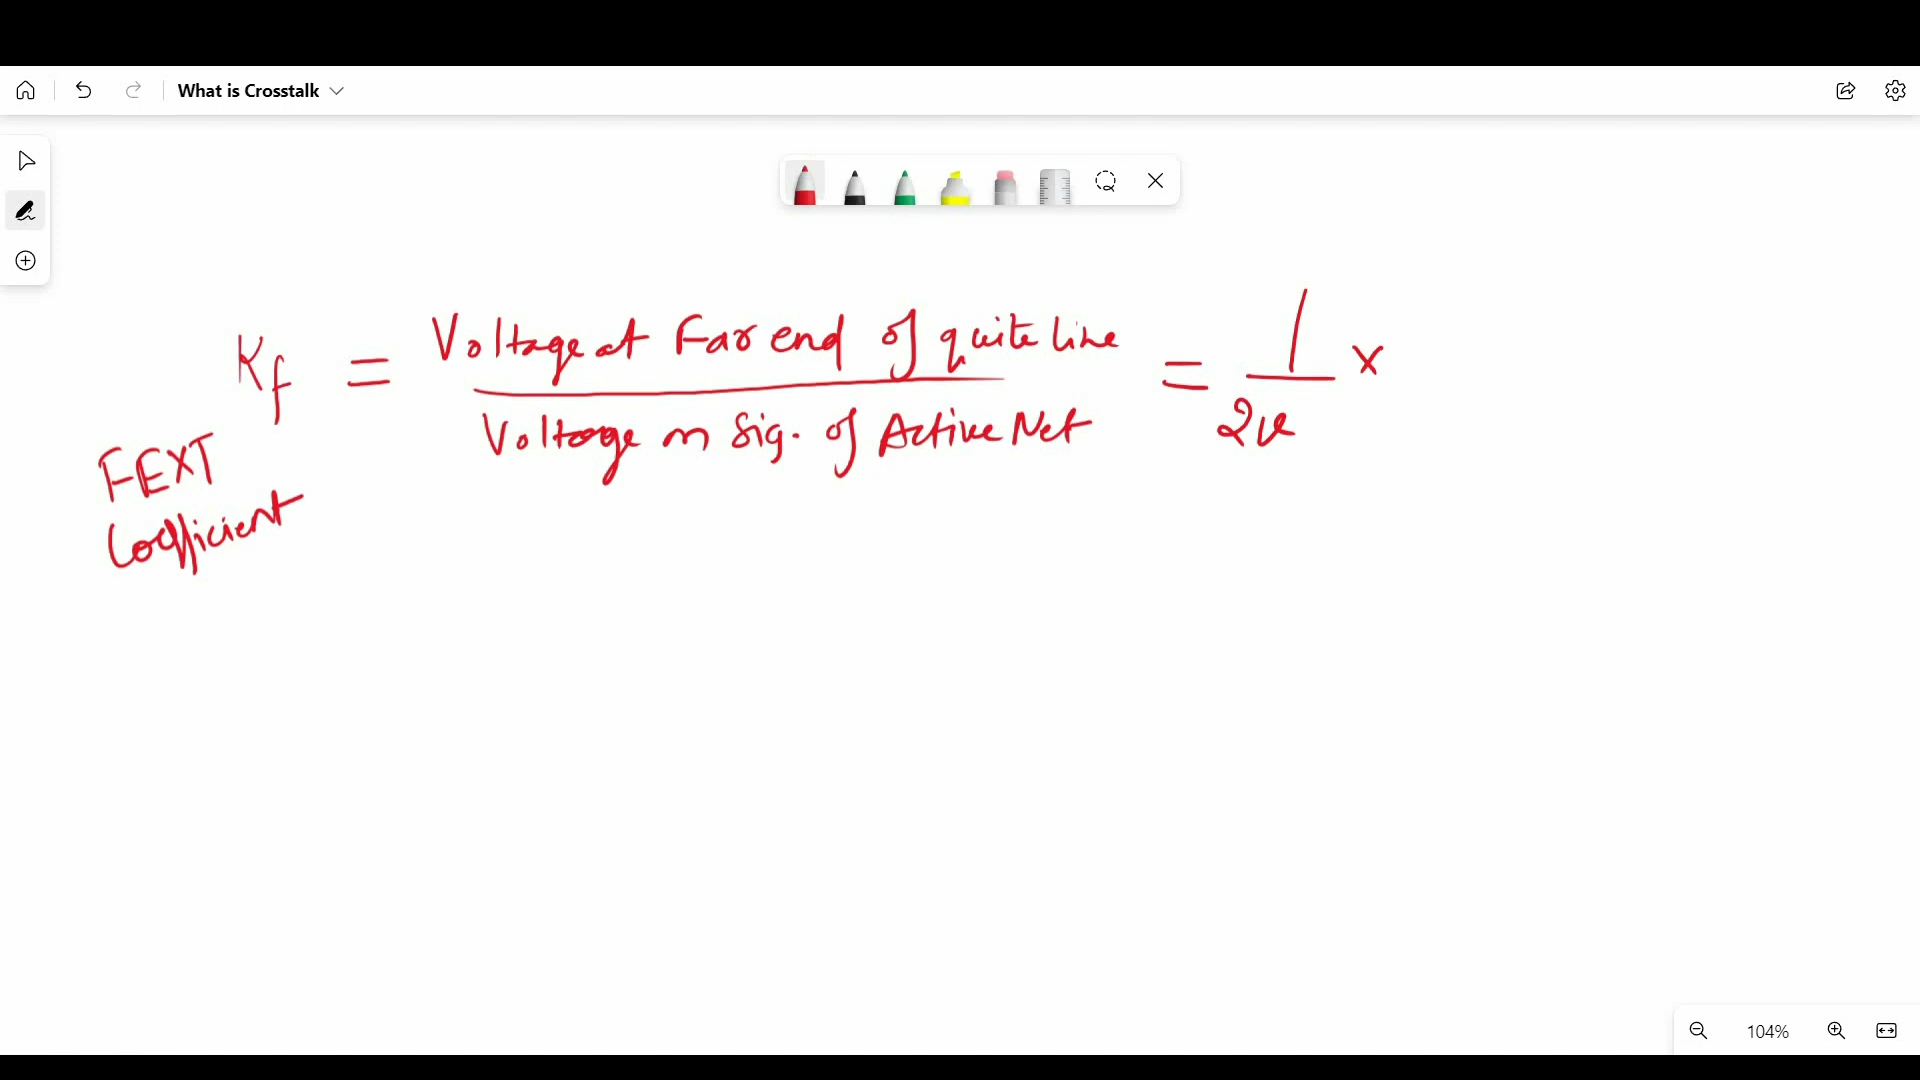 What is Crosstalk
Kf = Voltage at Far end of quite line / Voltage on Sig. of Active Net = 1 / 2v x
FEXT
Coefficient
104%